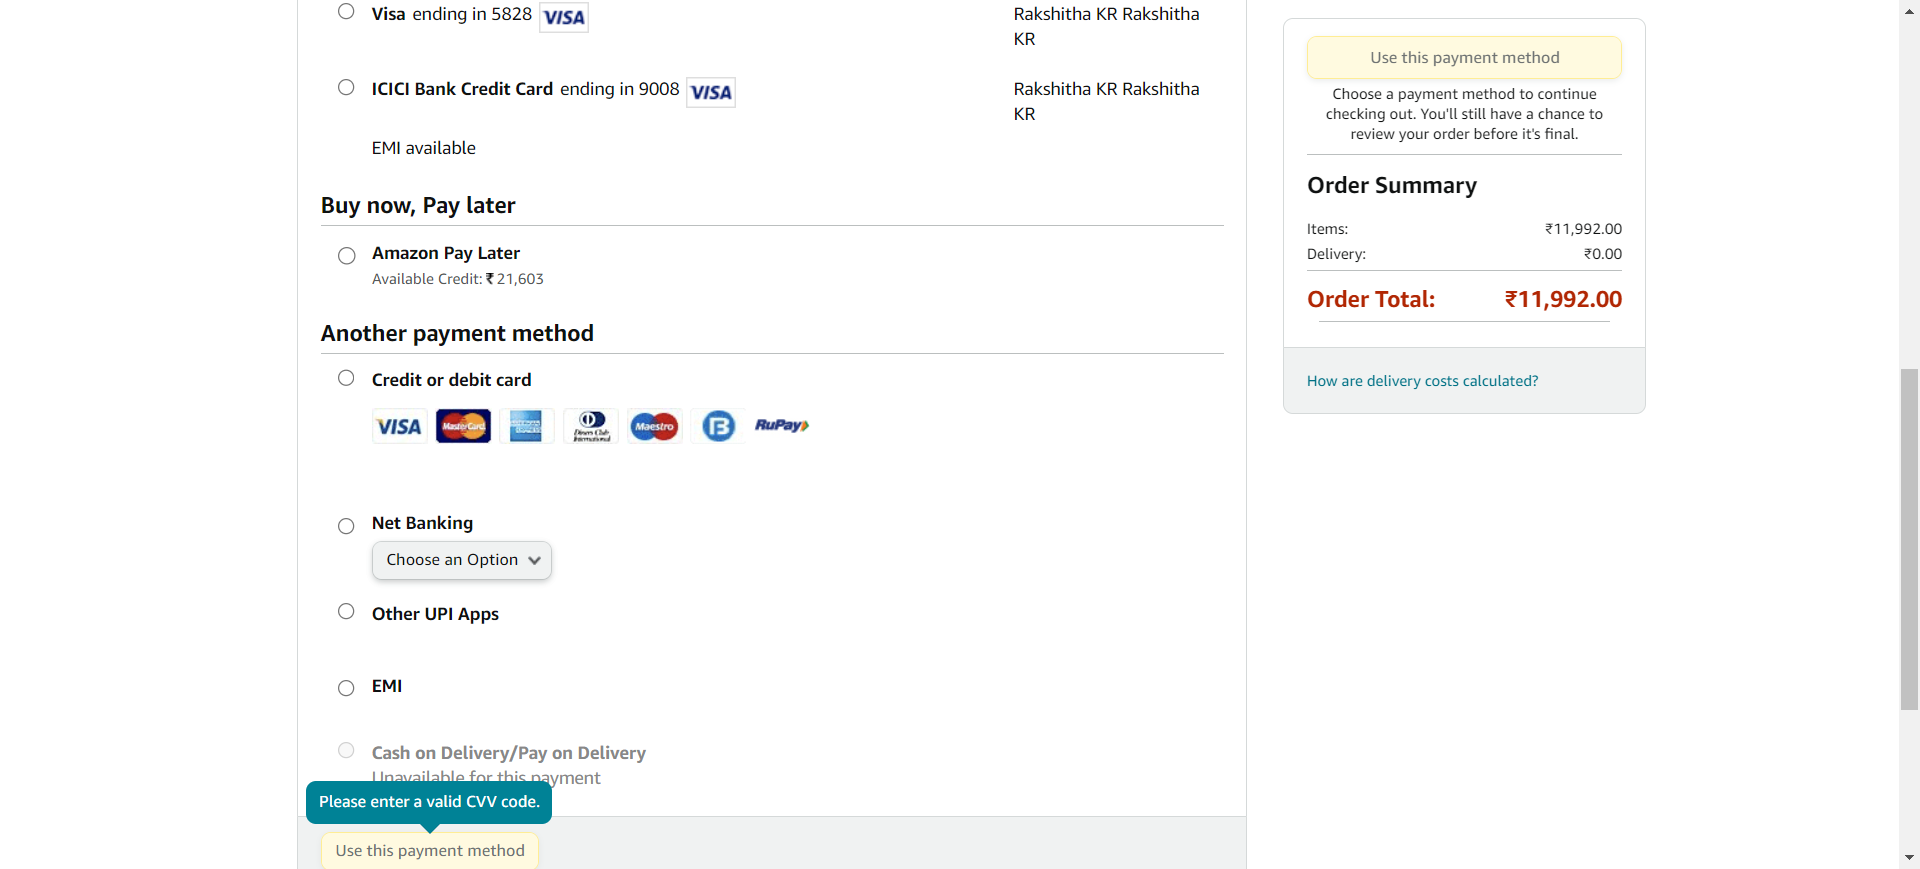 Visa ending in 5828 VISA
Rakshitha KR Rakshitha
KR
ICICI Bank Credit Card ending in 9008 VISA
Rakshitha KR Rakshitha
KR
EMI available
Buy now, Pay later
Amazon Pay Later
Available Credit: ₹ 21,603
Another payment method
Credit or debit card
VISA MasterCard AMERICAN EXPRESS Diners Club International Maestro B RuPay
Net Banking
Choose an Option
Other UPI Apps
EMI
Cash on Delivery/Pay on Delivery
Unavailable for this payment
Please enter a valid CVV code.
Use this payment method
Use this payment method
Choose a payment method to continue
checking out. You'll still have a chance to
review your order before it's final.
Order Summary
Items: ₹11,992.00
Delivery: ₹0.00
Order Total: ₹11,992.00
How are delivery costs calculated?